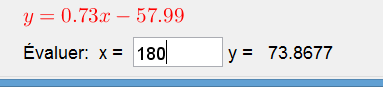 y = 0.73x − 57.99
Évaluer: x = 180 y = 73.8677